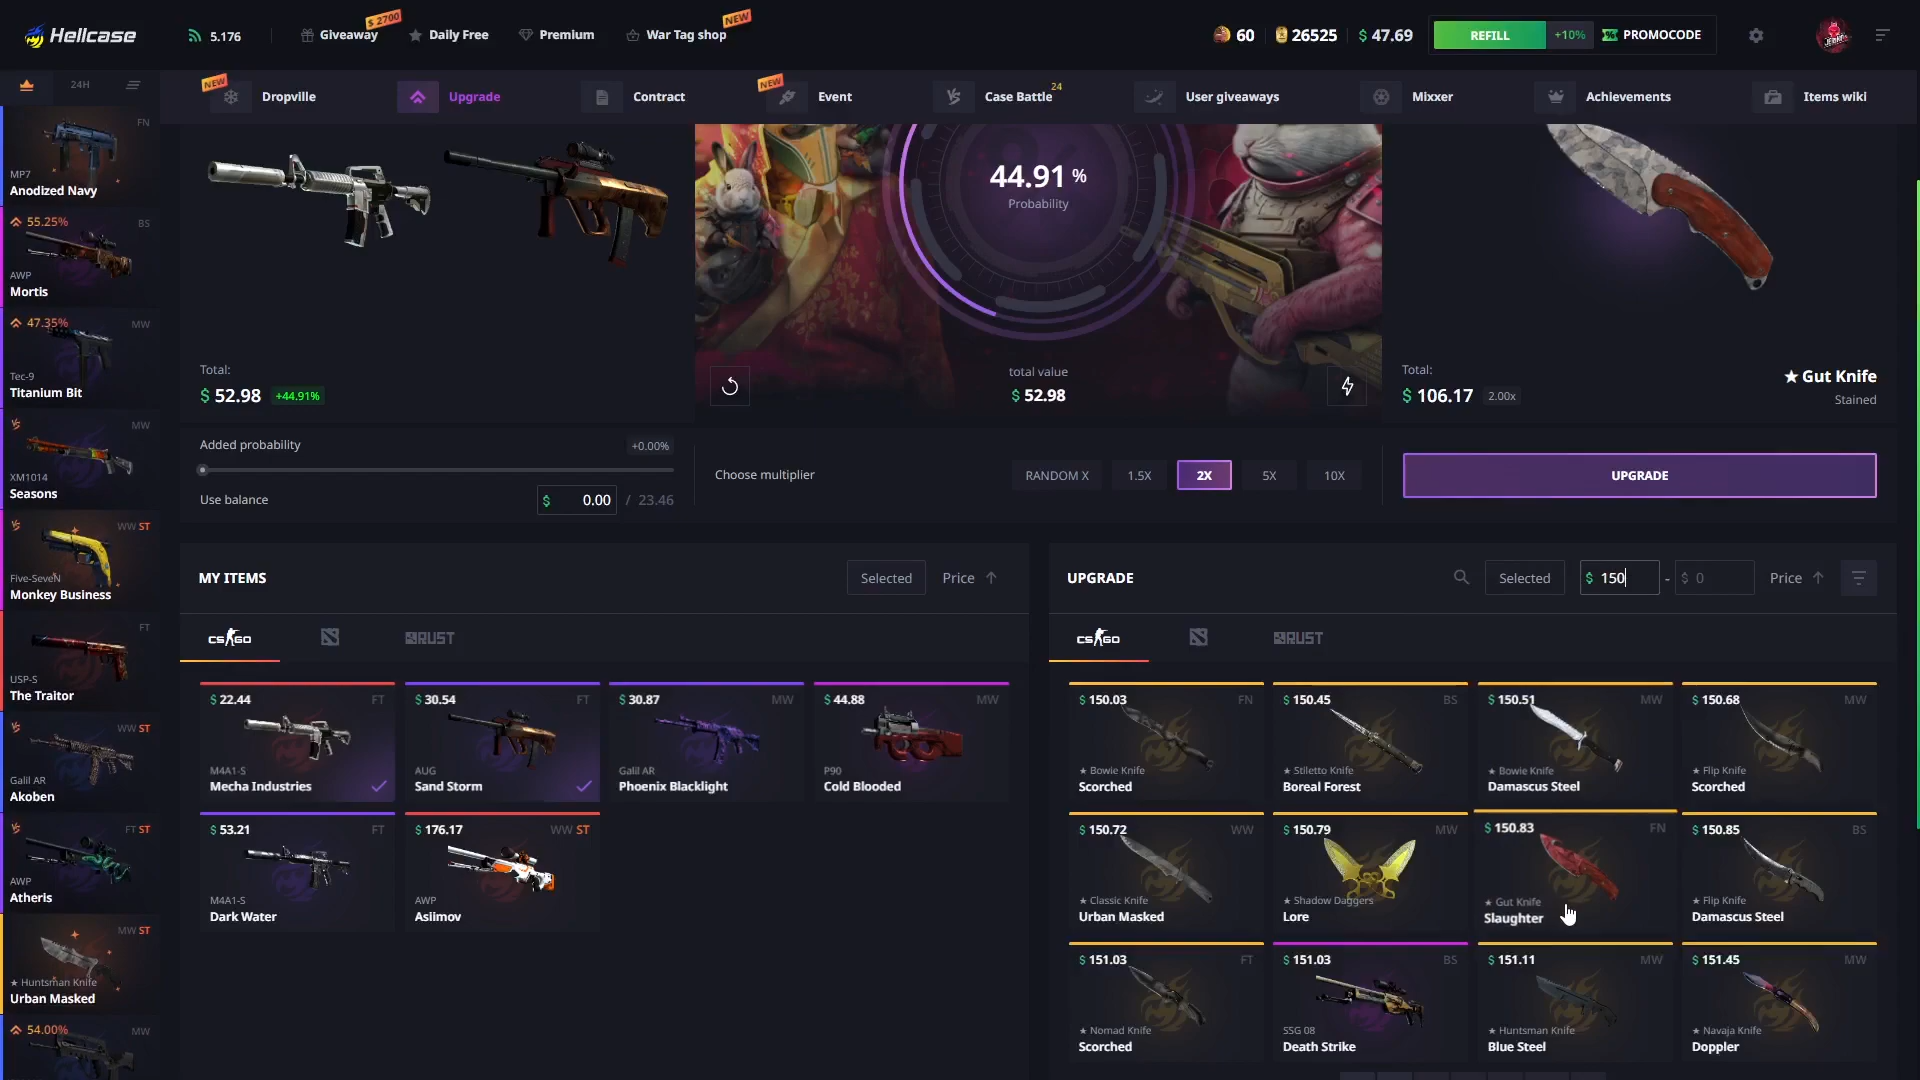 Hellcase
5.176
Giveaway
$ 2700
Daily Free
Premium
War Tag shop
NEW
60
26525
$ 47.69
REFILL
+10%
PROMOCODE
24H
NEW
Dropville
Upgrade
Contract
NEW
Event
Case Battle
24
User giveaways
Mixxer
Achievements
Items wiki
FN
MP7
Anodized Navy
55.25%
BS
AWP
Mortis
47.35%
MW
Tec-9
Titanium Bit
MW
XM1014
Seasons
WW ST
Five-SeveN
Monkey Business
FT
USP-S
The Traitor
WW ST
Galil AR
Akoben
FT ST
AWP
Atheris
MW ST
★ Huntsman Knife
Urban Masked
54.00%
MW
Total:
$ 52.98
+44.91%
44.91 %
Probability
total value
$ 52.98
Total:
$ 106.17
2.00x
★ Gut Knife
Stained
Added probability
+0.00%
Use balance
$ 0.00 / 23.46
Choose multiplier
RANDOM X
1.5X
2X
5X
10X
UPGRADE
MY ITEMS
Selected
Price
CS GO
RUST
$ 22.44
FT
M4A1-S
Mecha Industries
$ 30.54
FT
AUG
Sand Storm
$ 30.87
MW
Galil AR
Phoenix Blacklight
$ 44.88
MW
P90
Cold Blooded
$ 53.21
FT
M4A1-S
Dark Water
$ 176.17
WW ST
AWP
Asiimov
UPGRADE
Selected
$ 150
-
$ 0
Price
CS GO
RUST
$ 150.03
FN
★ Bowie Knife
Scorched
$ 150.45
BS
★ Stiletto Knife
Boreal Forest
$ 150.51
MW
★ Bowie Knife
Damascus Steel
$ 150.68
MW
★ Flip Knife
Scorched
$ 150.72
WW
★ Classic Knife
Urban Masked
$ 150.79
MW
★ Shadow Daggers
Lore
$ 150.83
FN
★ Gut Knife
Slaughter
$ 150.85
BS
★ Flip Knife
Damascus Steel
$ 151.03
FT
★ Nomad Knife
Scorched
$ 151.03
BS
SSG 08
Death Strike
$ 151.11
MW
★ Huntsman Knife
Blue Steel
$ 151.45
MW
★ Navaja Knife
Doppler